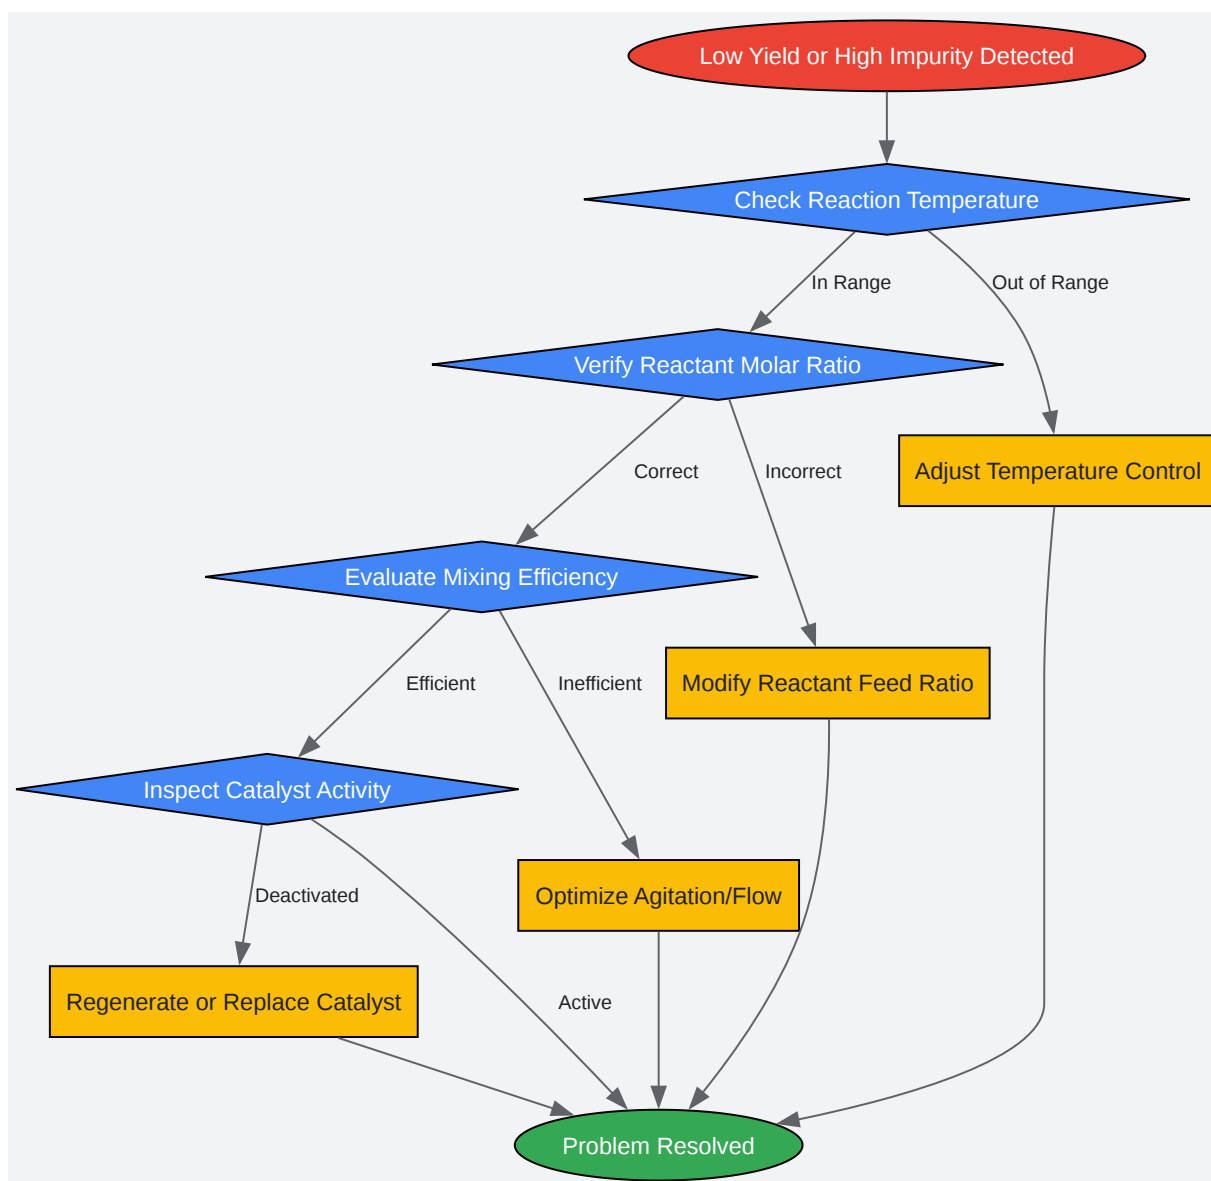 Low Yield or High Impurity Detected
Check Reaction Temperature
In Range
Out of Range
Verify Reactant Molar Ratio
Correct
Incorrect
Adjust Temperature Control
Evaluate Mixing Efficiency
Efficient
Inefficient
Modify Reactant Feed Ratio
Inspect Catalyst Activity
Deactivated
Optimize Agitation/Flow
Regenerate or Replace Catalyst
Active
Problem Resolved